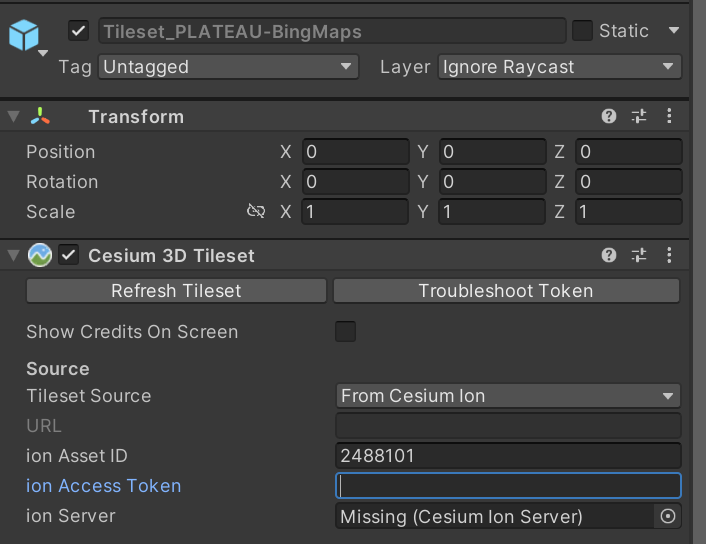 Tileset_PLATEAU-BingMaps Static
Tag Untagged Layer Ignore Raycast
Transform
Position X 0 Y 0 Z 0
Rotation X 0 Y 0 Z 0
Scale X 1 Y 1 Z 1
Cesium 3D Tileset
Refresh Tileset Troubleshoot Token
Show Credits On Screen
Source
Tileset Source From Cesium Ion
URL
ion Asset ID 2488101
ion Access Token
ion Server Missing (Cesium Ion Server)